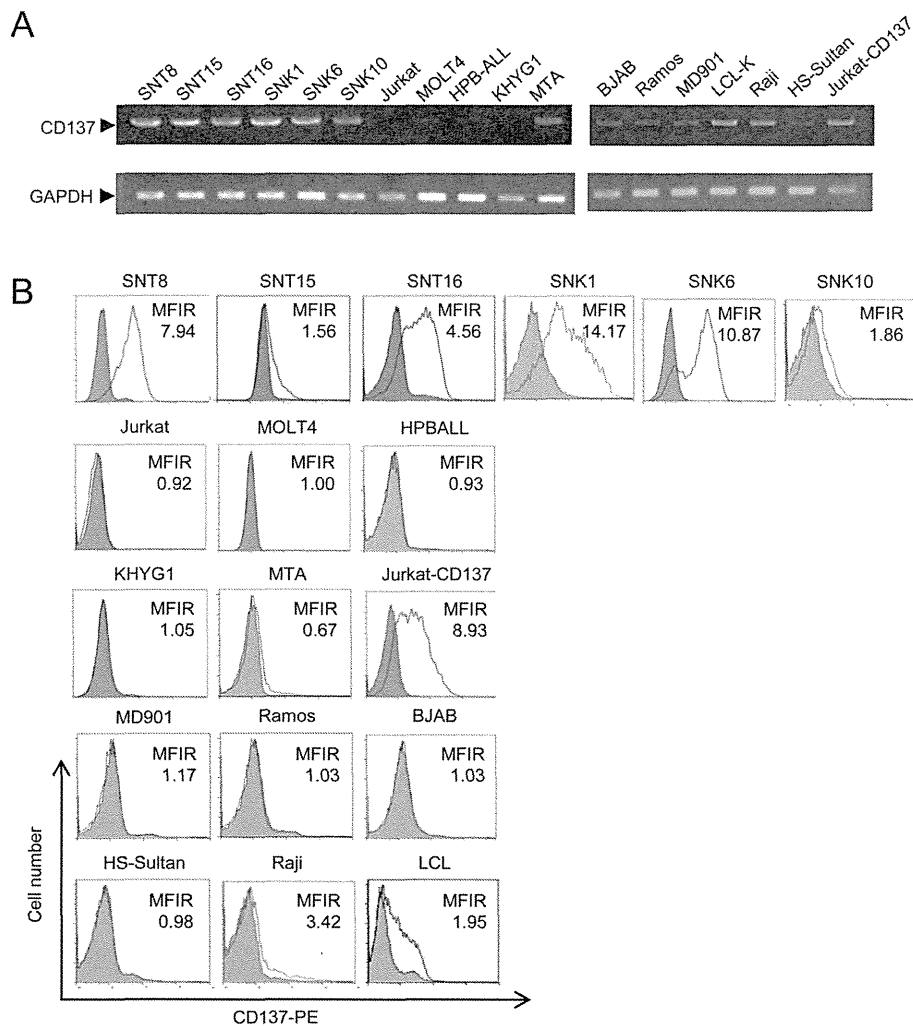 A
SNT8 SNT15 SNT16 SNK1 SNK6 SNK10 Jurkat MOLT4 HPB-ALL KHYG1 MTA BJAB Ramos MD901 LCL-K Raji HS-Sultan Jurkat-CD137
CD137
GAPDH
B
SNT8 SNT15 SNT16 SNK1 SNK6 SNK10
MFIR MFIR MFIR MFIR MFIR MFIR
7.94 1.56 4.56 14.17 10.87 1.86
Jurkat MOLT4 HPBALL
MFIR MFIR MFIR
0.92 1.00 0.93
KHYG1 MTA Jurkat-CD137
MFIR MFIR MFIR
1.05 0.67 8.93
MD901 Ramos BJAB
MFIR MFIR MFIR
1.17 1.03 1.03
HS-Sultan Raji LCL
MFIR MFIR MFIR
0.98 3.42 1.95
Cell number
CD137-PE